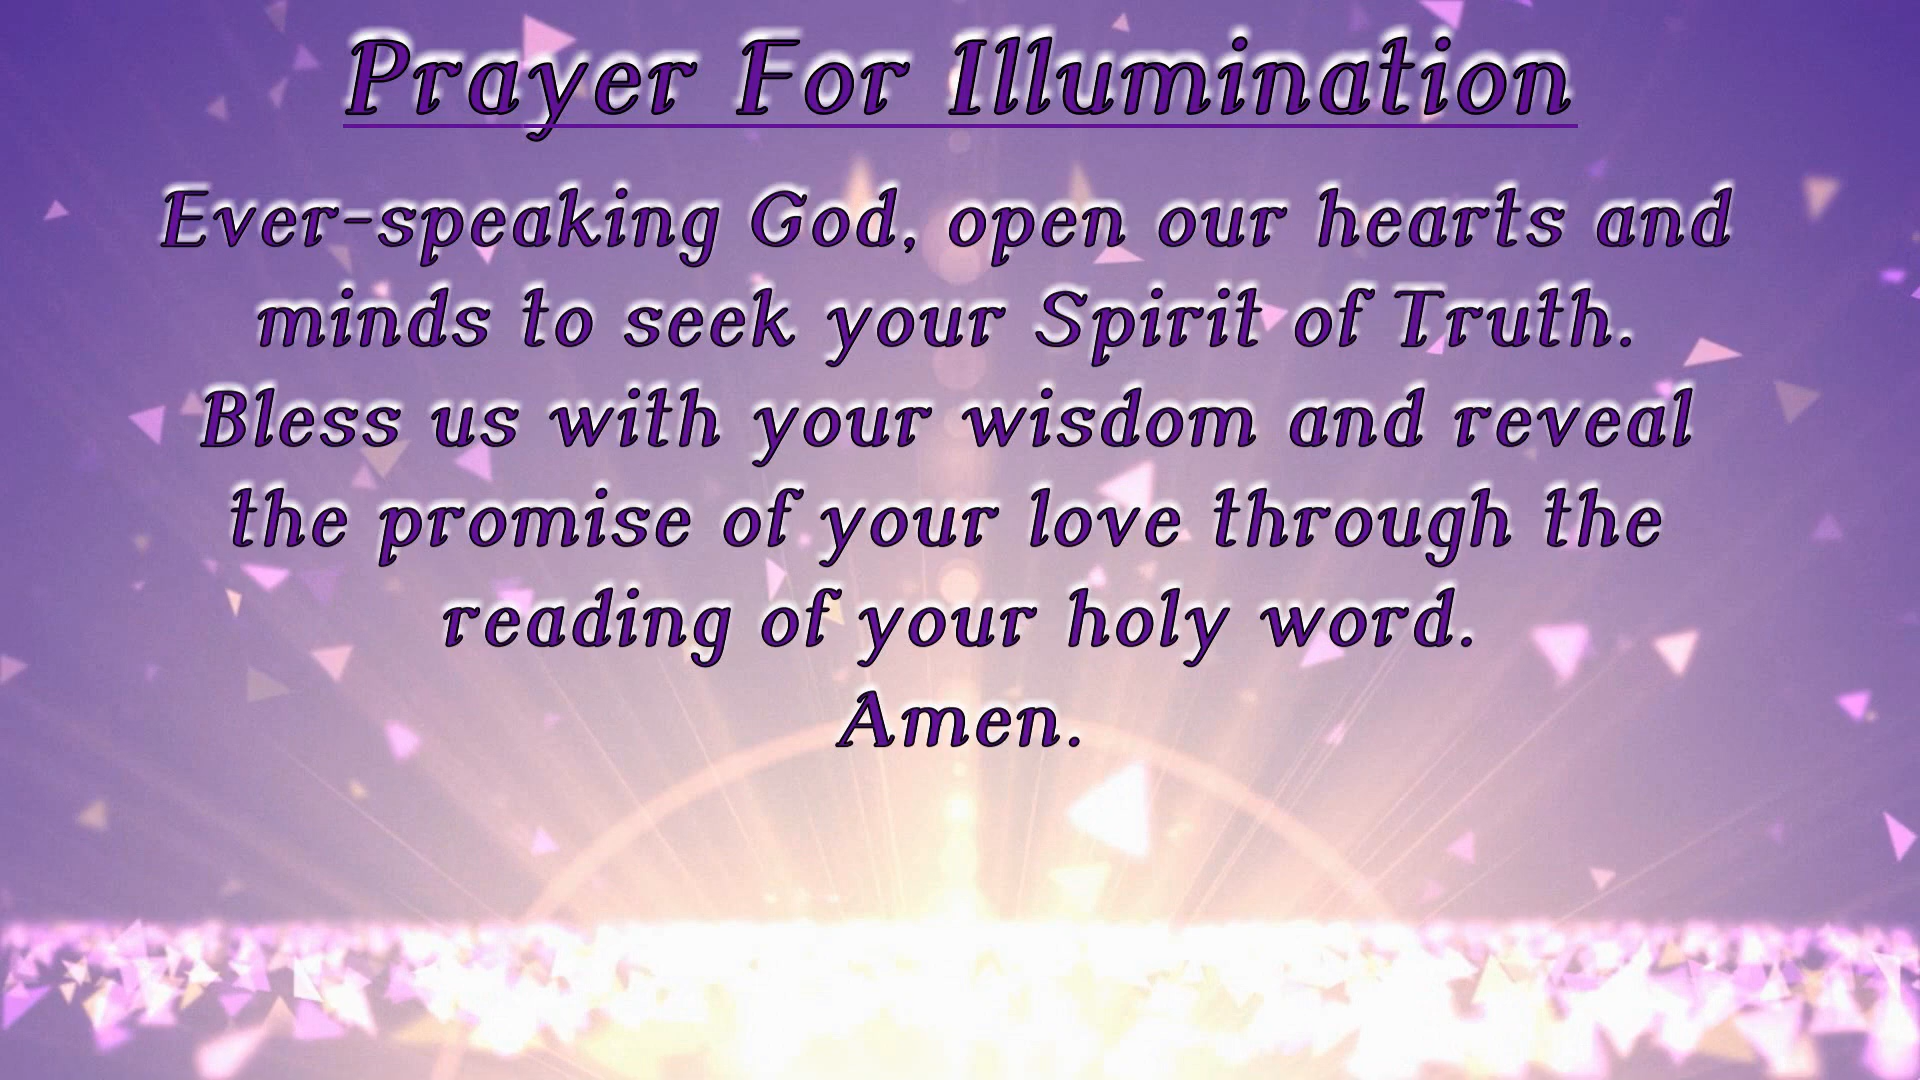 Prayer For Illumination
Ever-speaking God, open our hearts and
minds to seek your Spirit of Truth.
Bless us with your wisdom and reveal
the promise of your love through the
reading of your holy word.
Amen.